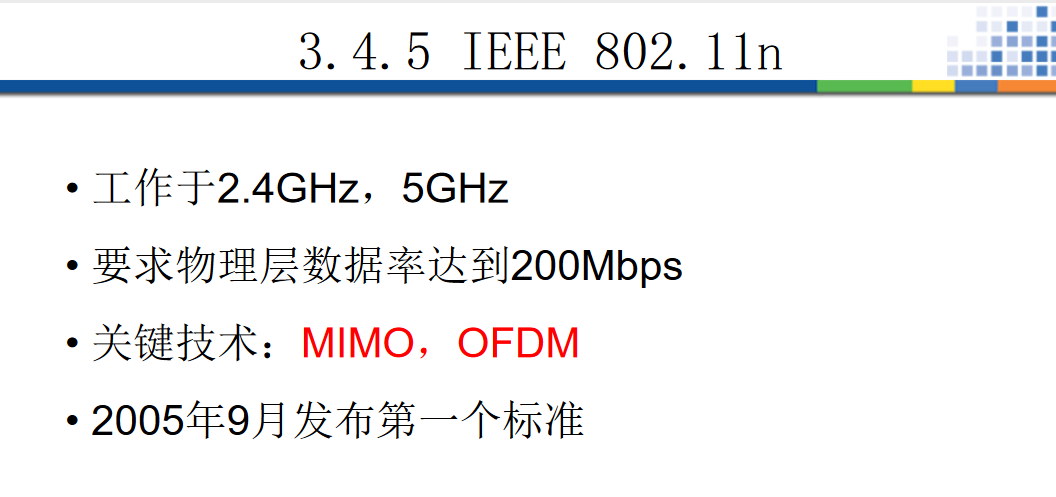 3.4.5 IEEE 802.11n
• 工作于2.4GHz，5GHz
• 要求物理层数据率达到200Mbps
• 关键技术：MIMO，OFDM
• 2005年9月发布第一个标准